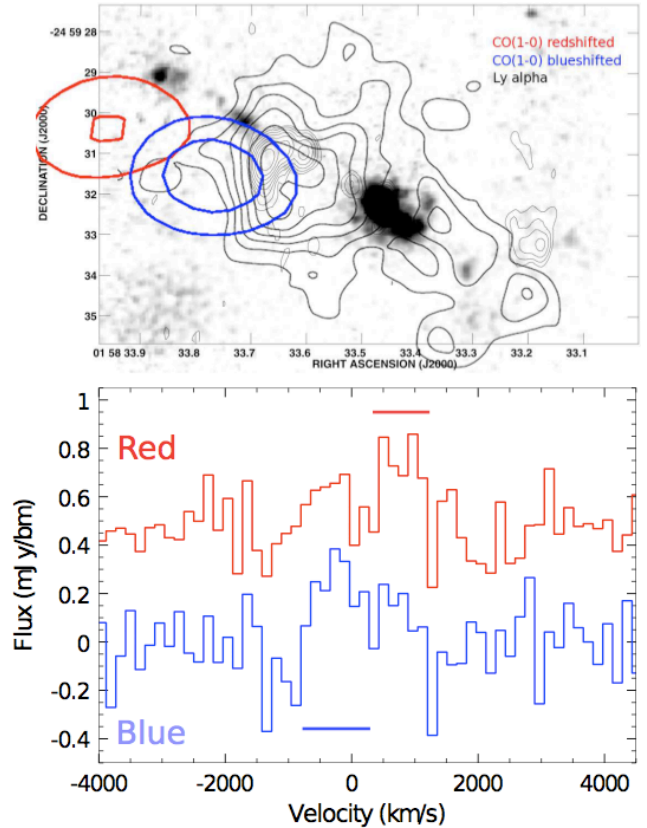 -24 59 28
CO(1-0) redshifted
CO(1-0) blueshifted
Ly alpha
29
30
31
32
33
34
35
DECLINATION (J2000)
01 58 33.9 33.8 33.7 33.6 33.5 33.4 33.3 33.2 33.1
RIGHT ASCENSION (J2000)
1
0.8
0.6
0.4
0.2
0
-0.2
-0.4
Red
Blue
Flux (mJy/bm)
-4000 -2000 0 2000 4000
Velocity (km/s)